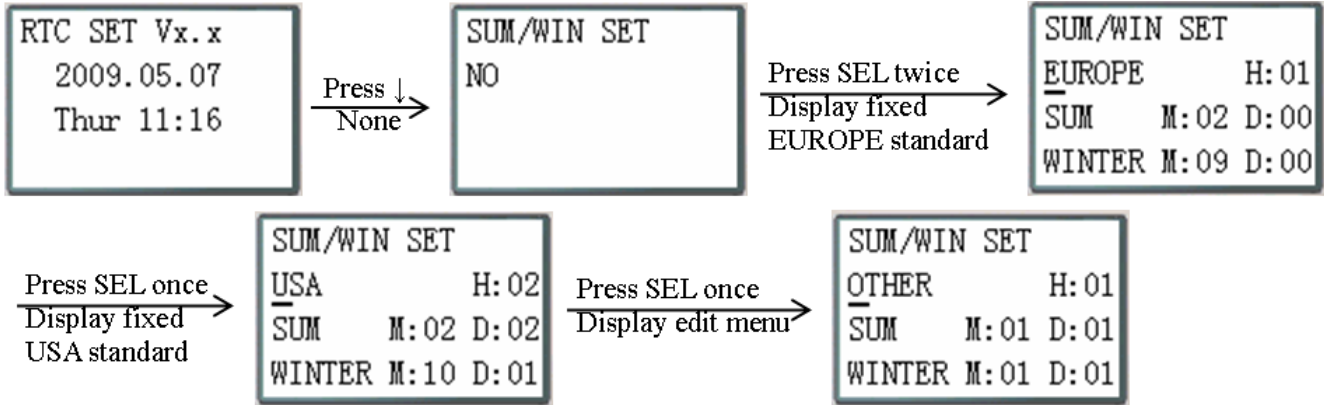 RTC SET Vx.x
2009.05.07
Thur 11:16
Press ↓
None
SUM/WIN SET
NO
Press SEL twice
Display fixed
EUROPE standard
SUM/WIN SET
EUROPE H:01
SUM M:02 D:00
WINTER M:09 D:00
Press SEL once
Display fixed
USA standard
SUM/WIN SET
USA H:02
SUM M:02 D:02
WINTER M:10 D:01
Press SEL once
Display edit menu
SUM/WIN SET
OTHER H:01
SUM M:01 D:01
WINTER M:01 D:01